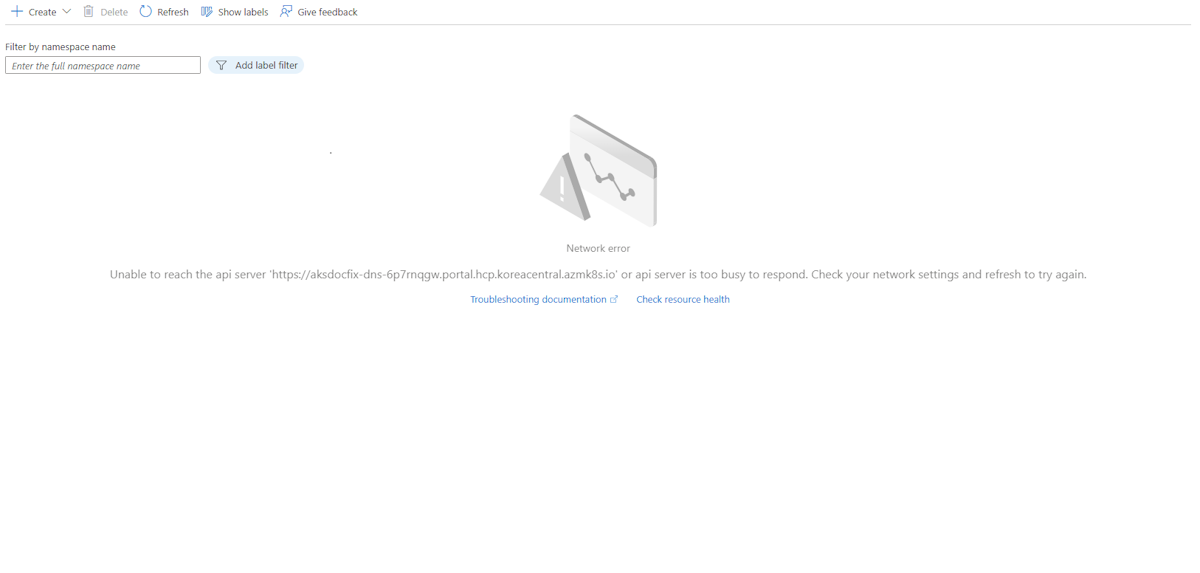 Create Delete Refresh Show labels Give feedback
Filter by namespace name
Enter the full namespace name Add label filter
Network error
Unable to reach the api server 'https://aksdocfix-dns-6p7rnqgw.portal.hcp.koreacentral.azmk8s.io' or api server is too busy to respond. Check your network settings and refresh to try again.
Troubleshooting documentation Check resource health